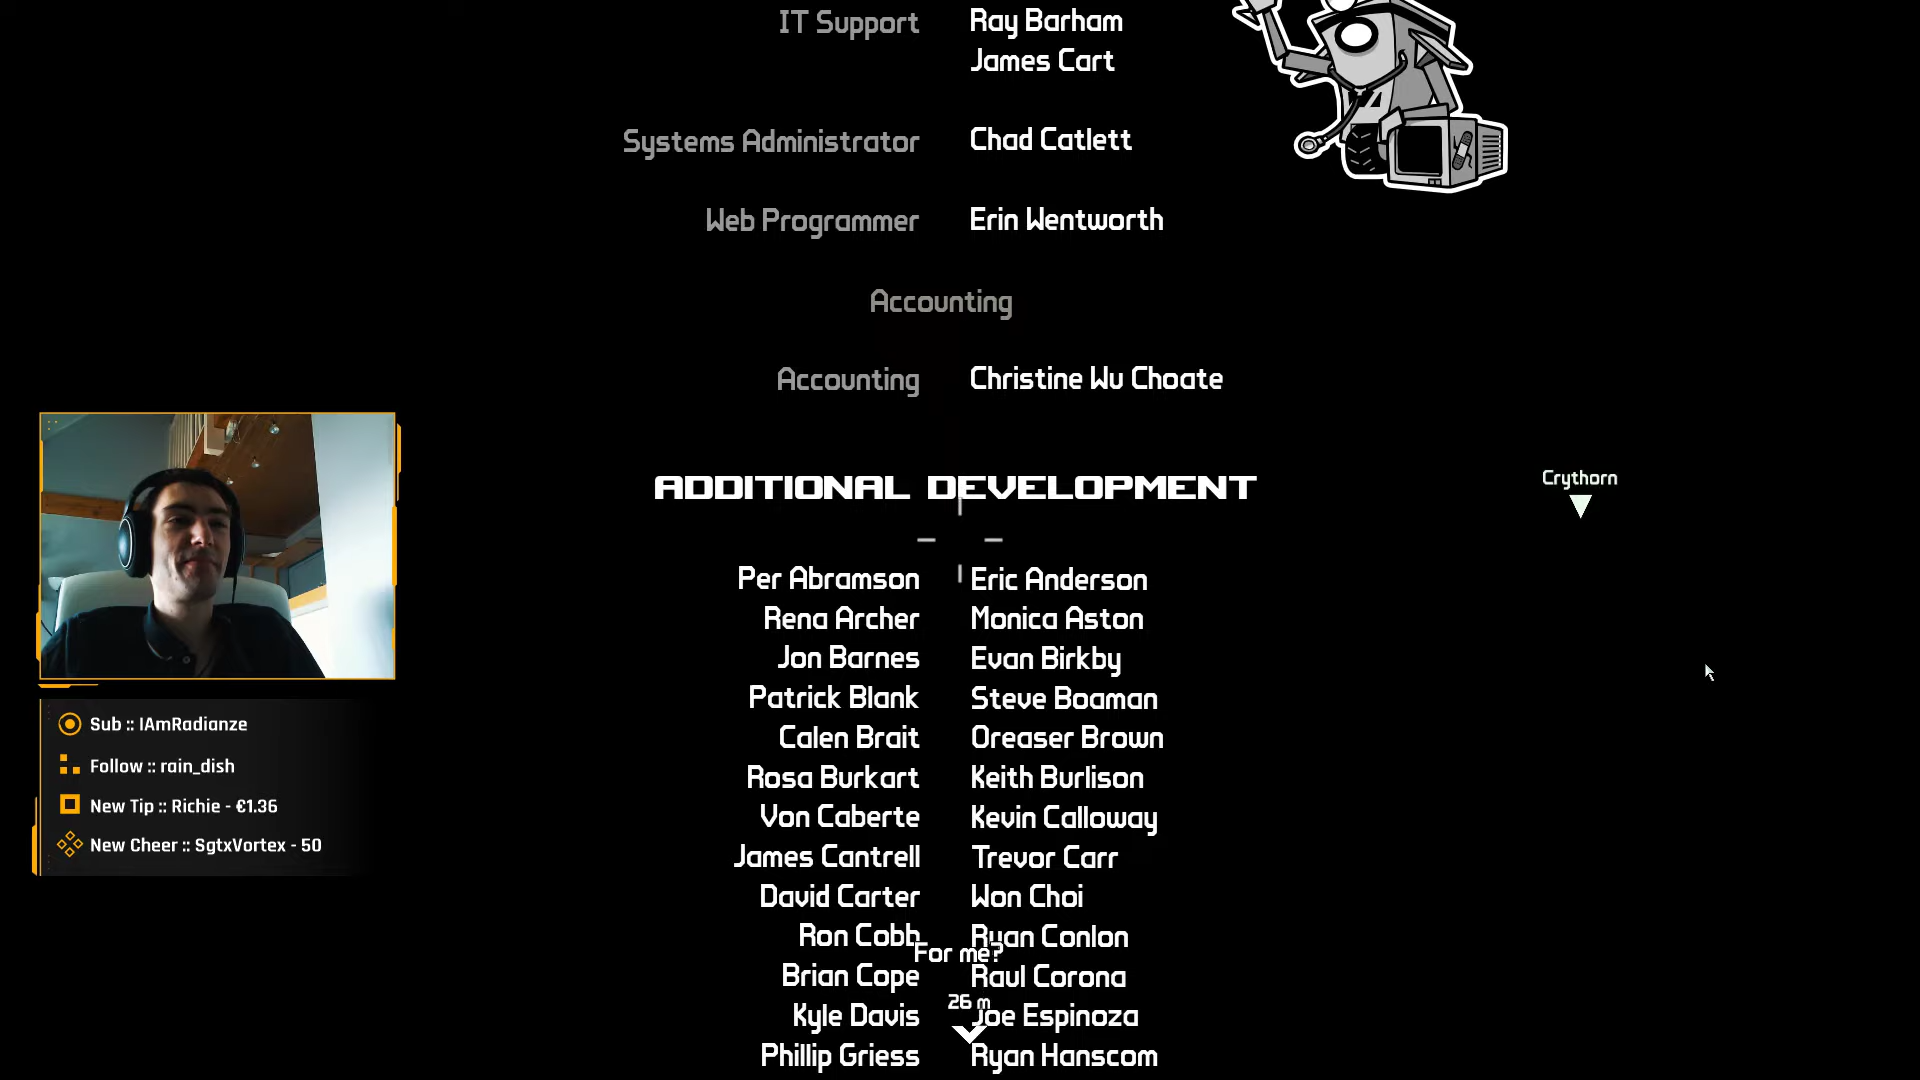 IT Support Ray Barham
James Cart
Systems Administrator Chad Catlett
Web Programmer Erin Wentworth
Accounting
Accounting Christine Wu Choate
ADDITIONAL DEVELOPMENT
Crythorn
Per Abramson Eric Anderson
Rena Archer Monica Aston
Jon Barnes Evan Birkby
Patrick Blank Steve Boaman
Calen Brait Oreaser Brown
Rosa Burkart Keith Burlison
Von Caberte Kevin Calloway
James Cantrell Trevor Carr
David Carter Won Choi
Ron Cobb Ryan Conlon
For me?
Brian Cope Raul Corona
26 m
Kyle Davis Joe Espinoza
Phillip Griess Ryan Hanscom
Sub :: IAmRadianze
Follow :: rain_dish
New Tip :: Richie - €1.36
New Cheer :: SgtxVortex - 50